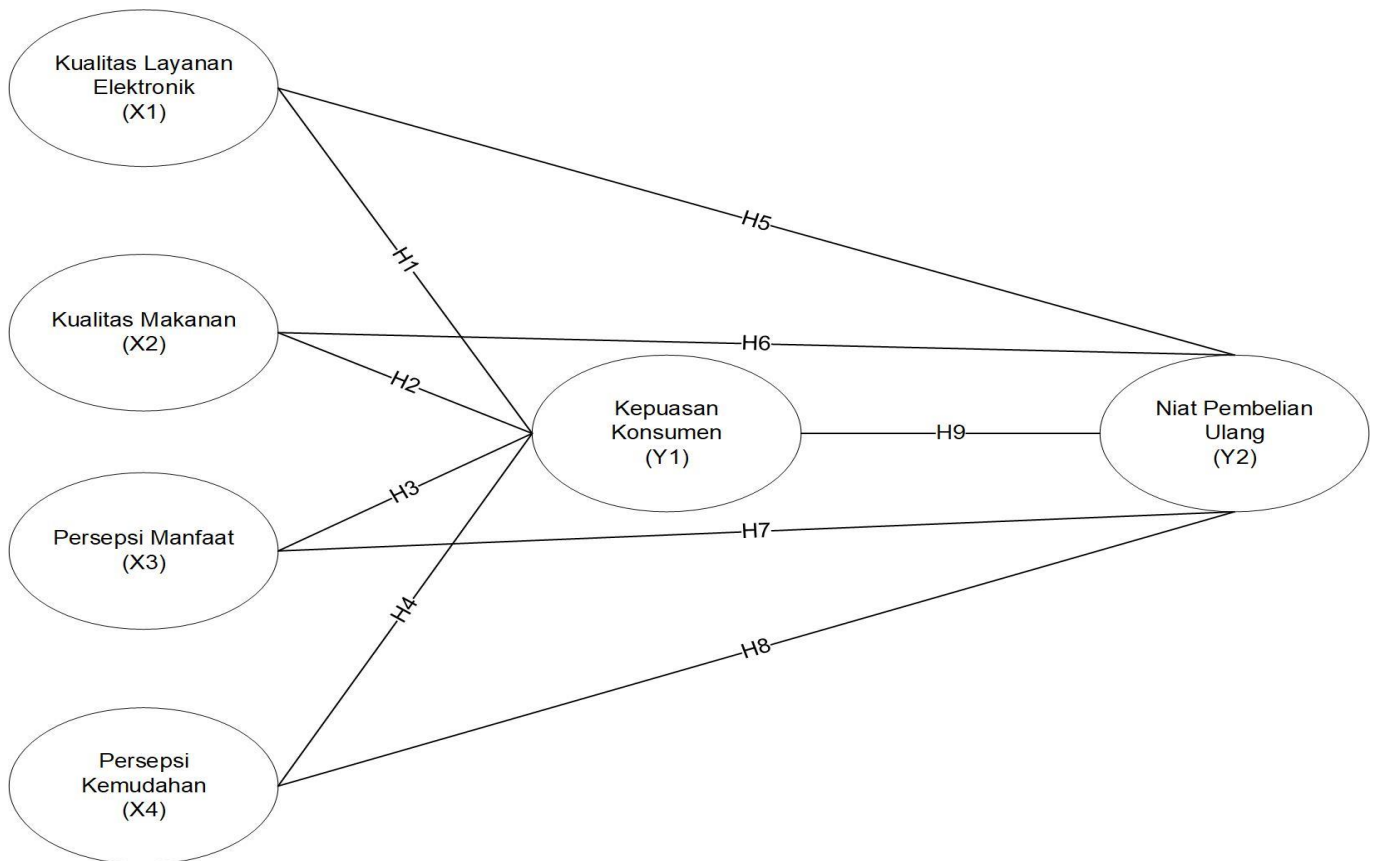 Kualitas Layanan
Elektronik
(X1)
H5
H1
Kualitas Makanan
(X2)
H6
H2
Kepuasan
Konsumen
(Y1)
H9
Niat Pembelian
Ulang
(Y2)
H3
Persepsi Manfaat
(X3)
H7
H4
H8
Persepsi
Kemudahan
(X4)